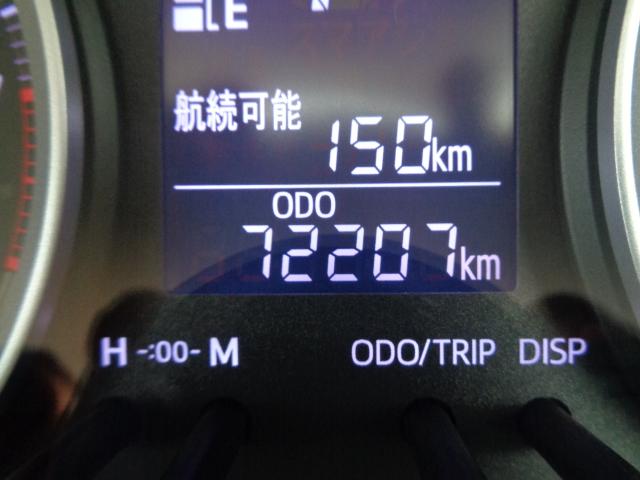 E
航続可能
150km
ODO
72207km
H -:00- M ODO/TRIP DISP